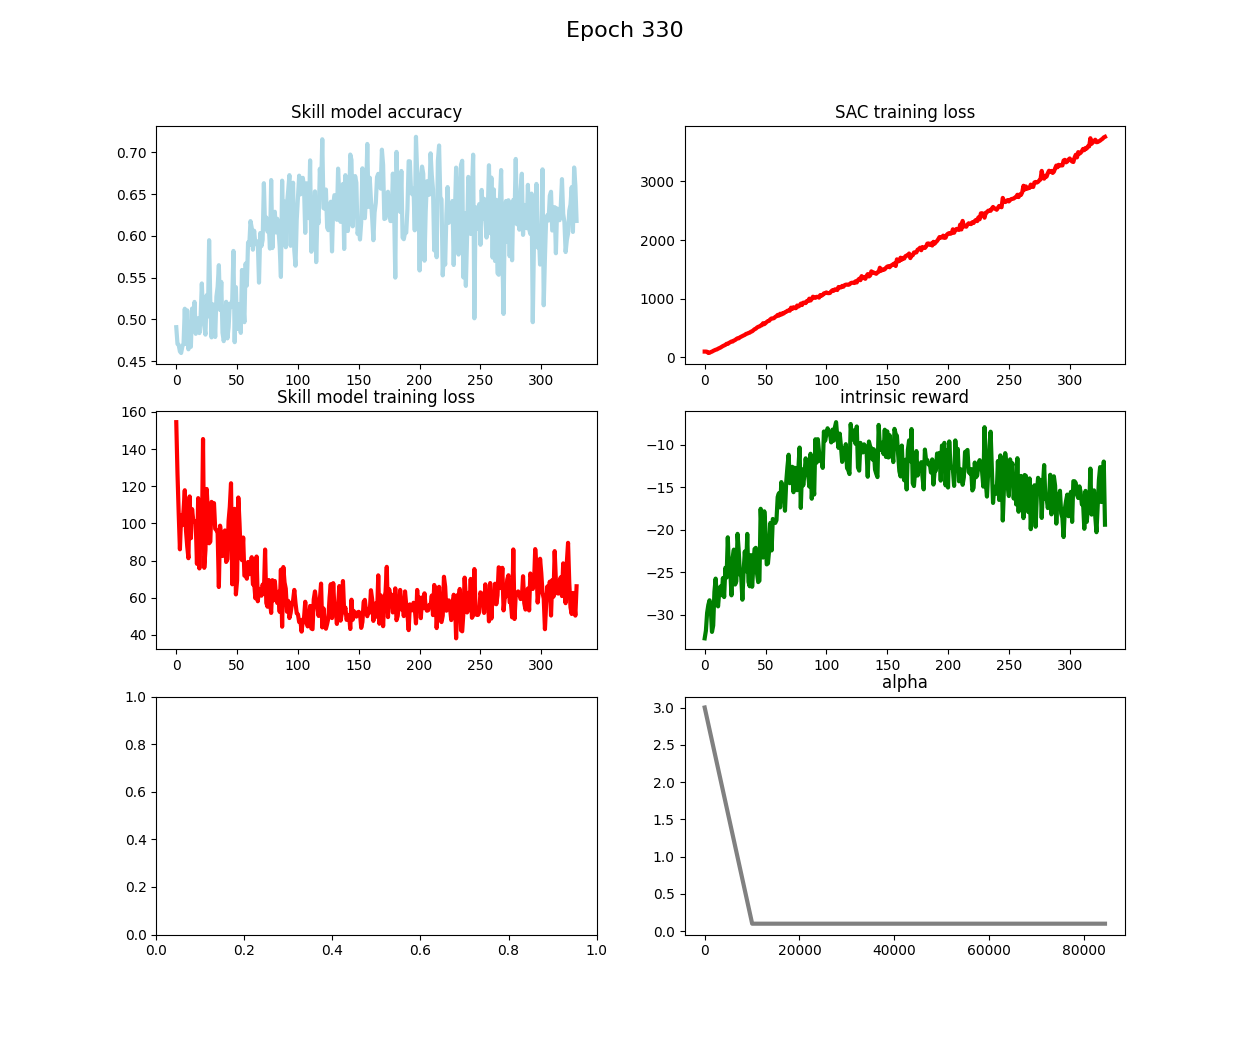 Epoch 330
Skill model accuracy
0.70
0.65
0.60
0.55
0.50
0.45
0 50 100 150 200 250 300
SAC training loss
3000
2000
1000
0
0 50 100 150 200 250 300
Skill model training loss
160
140
120
100
80
60
40
0 50 100 150 200 250 300
intrinsic reward
−10
−15
−20
−25
−30
0 50 100 150 200 250 300
1.0
0.8
0.6
0.4
0.2
0.0
0.0 0.2 0.4 0.6 0.8 1.0
alpha
3.0
2.5
2.0
1.5
1.0
0.5
0.0
0 20000 40000 60000 80000